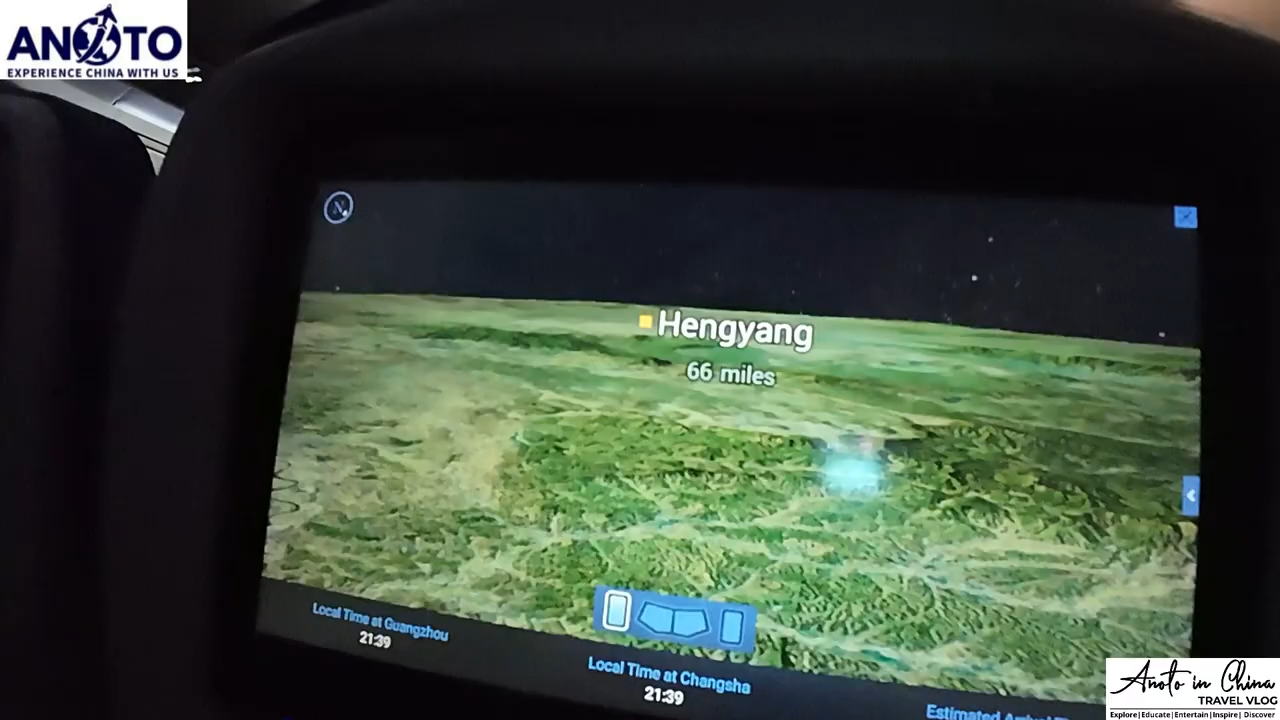 ANOTO
EXPERIENCE CHINA WITH US
Hengyang
66 miles
Local Time at Guangzhou
21:39
Local Time at Changsha
21:39
Estimated
Anoto in China
TRAVEL VLOG
Explore|Educate|Entertain|Inspire|Discover